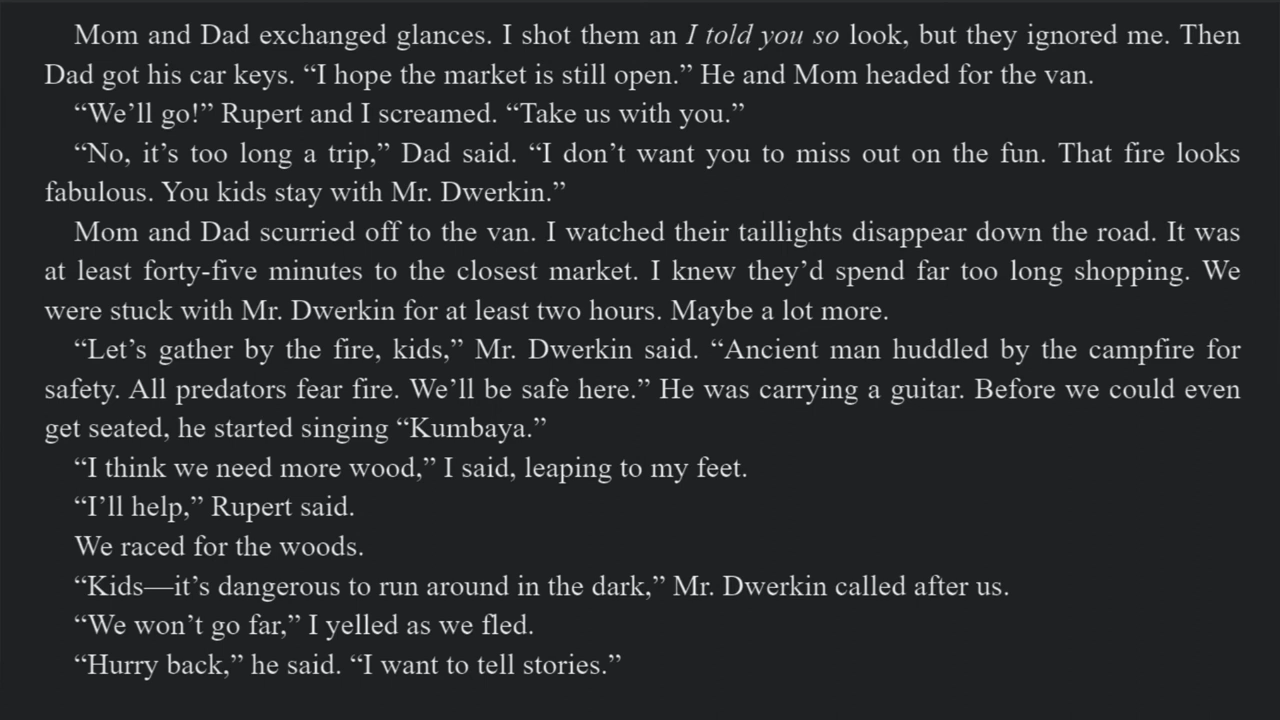 Mom and Dad exchanged glances. I shot them an I told you so look, but they ignored me. Then
Dad got his car keys. “I hope the market is still open.” He and Mom headed for the van.
“We’ll go!” Rupert and I screamed. “Take us with you.”
“No, it’s too long a trip,” Dad said. “I don’t want you to miss out on the fun. That fire looks
fabulous. You kids stay with Mr. Dwerkin.”
Mom and Dad scurried off to the van. I watched their taillights disappear down the road. It was
at least forty-five minutes to the closest market. I knew they’d spend far too long shopping. We
were stuck with Mr. Dwerkin for at least two hours. Maybe a lot more.
“Let’s gather by the fire, kids,” Mr. Dwerkin said. “Ancient man huddled by the campfire for
safety. All predators fear fire. We’ll be safe here.” He was carrying a guitar. Before we could even
get seated, he started singing “Kumbaya.”
“I think we need more wood,” I said, leaping to my feet.
“I’ll help,” Rupert said.
We raced for the woods.
“Kids—it’s dangerous to run around in the dark,” Mr. Dwerkin called after us.
“We won’t go far,” I yelled as we fled.
“Hurry back,” he said. “I want to tell stories.”